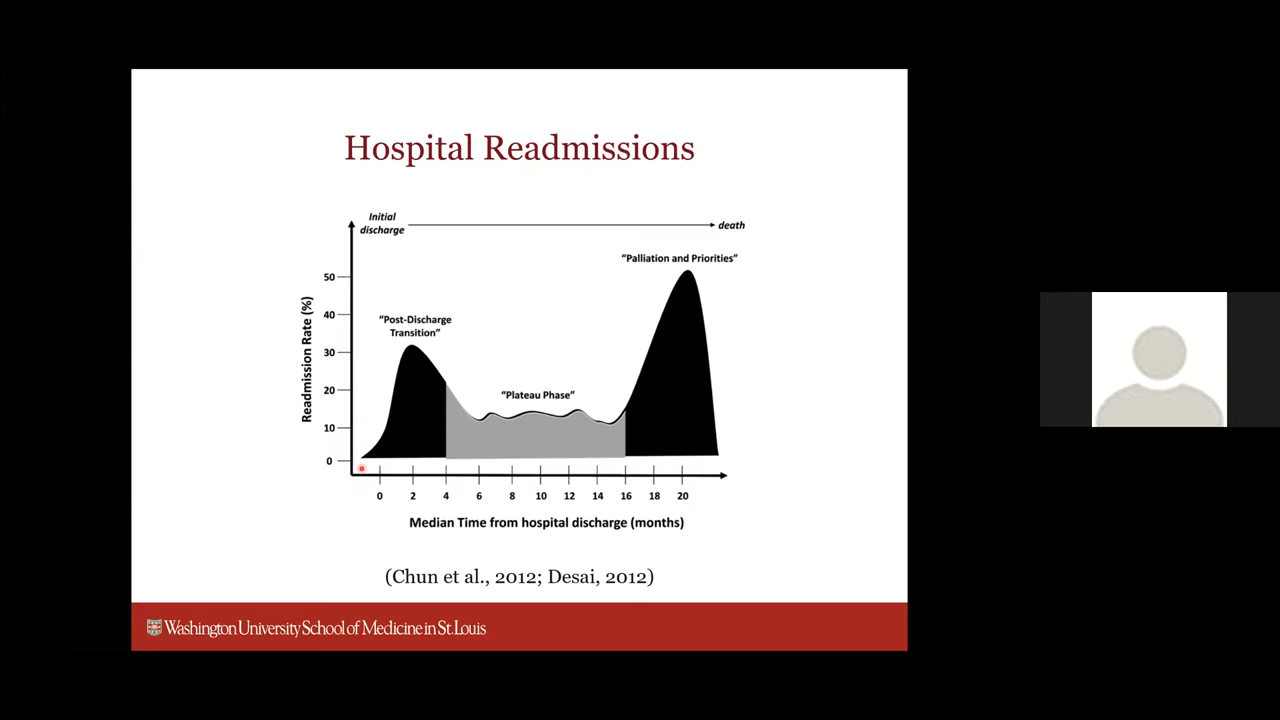 Hospital Readmissions
Initial
discharge
death
"Palliation and Priorities"
"Post-Discharge
Transition"
"Plateau Phase"
Readmission Rate (%)
50
40
30
20
10
0
0 2 4 6 8 10 12 14 16 18 20
Median Time from hospital discharge (months)
(Chun et al., 2012; Desai, 2012)
Washington University School of Medicine in St. Louis